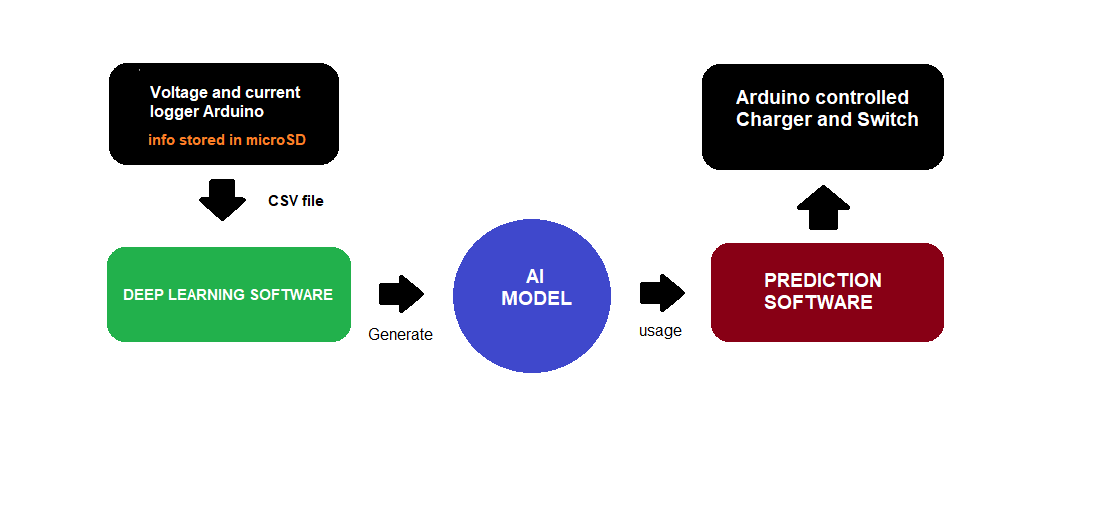 Voltage and current
logger Arduino
info stored in microSD
CSV file
DEEP LEARNING SOFTWARE
Generate
AI
MODEL
usage
PREDICTION
SOFTWARE
Arduino controlled
Charger and Switch